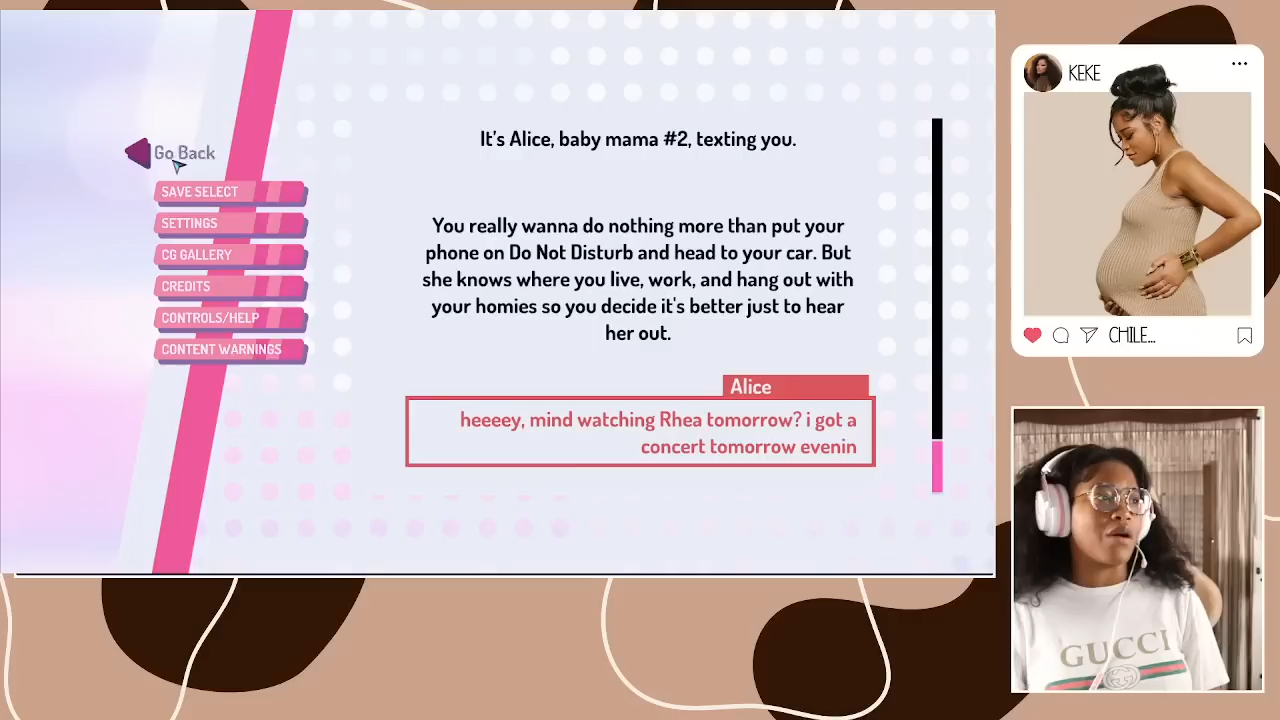 It's Alice, baby mama #2, texting you.
Go Back
SAVE SELECT
SETTINGS
CG GALLERY
CREDITS
CONTROLS/HELP
CONTENT WARNINGS
You really wanna do nothing more than put your
phone on Do Not Disturb and head to your car. But
she knows where you live, work, and hang out with
your homies so you decide it's better just to hear
her out.
Alice
heeeey, mind watching Rhea tomorrow? i got a
concert tomorrow evenin
KEKE
CHILE...
GUCCI